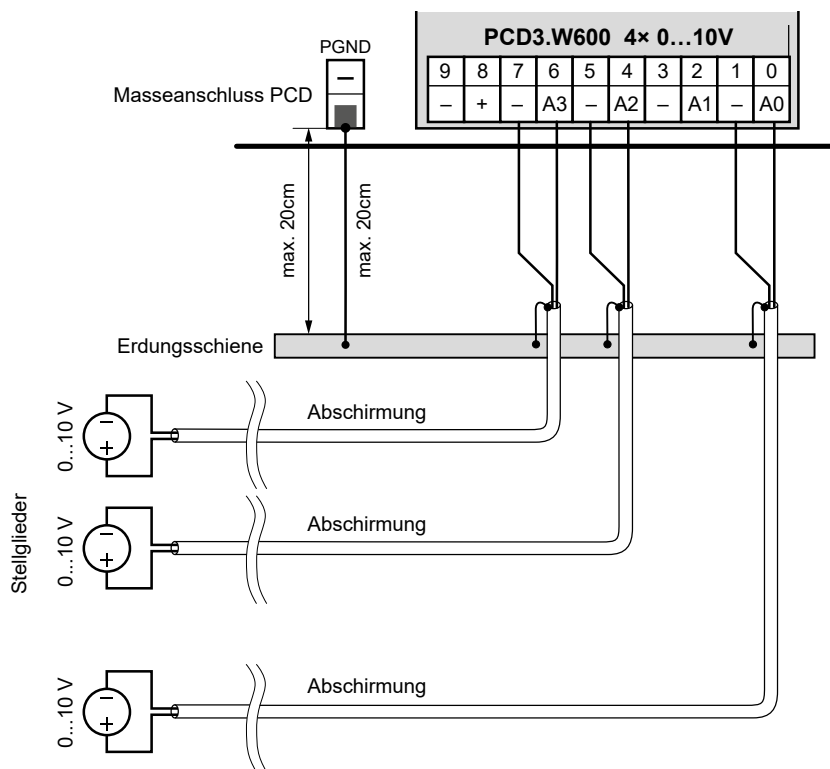 PCD3.W600 4× 0…10V
PGND
9 8 7 6 5 4 3 2 1 0
–
Masseanschluss PCD
– + – A3 – A2 – A1 – A0
max. 20cm
max. 20cm
Erdungsschiene
Stellglieder
0…10 V
– +
Abschirmung
0…10 V
– +
Abschirmung
0…10 V
– +
Abschirmung